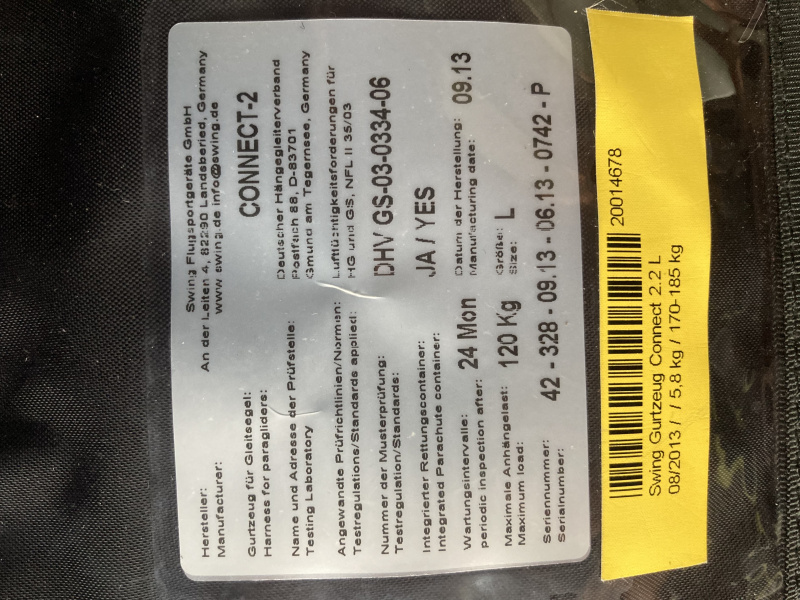 Hersteller: Swing Flugsportgeräte GmbH
Manufacturer: An der Leiten 4, 82290 Landsberied, Germany
www.swing.de info@swing.de
Gurtzeug für Gleitsegel: CONNECT-2
Harness for paragliders:
Name und Adresse der Prüfstelle: Deutscher Hängegleiterverband
Testing Laboratory Postfach 88, D-83701
Gmund am Tegernsee, Germany
Angewandte Prüfrichtlinien/Normen: Lufttüchtigkeitsforderungen für
Testregulations/Standards applied: HG und GS, NFL II 35/03
Nummer der Musterprüfung: DHV GS-03-0334-06
Testregulation/Standards:
Integrierter Rettungscontainer: JA / YES
Integrated Parachute container:
Wartungsintervalle: 24 Mon Datum der Herstellung: 09.13
periodic inspection after: Manufacturing date:
Maximale Anhängelast: 120 Kg Größe: L
Maximum load: Size:
Seriennummer: 42 - 328 - 09.13 - 06.13 - 0742 - P
Serialnumber:
20014678
Swing Gurtzeug Connect 2.2 L
08/2013 / / 5,8 kg / 170-185 kg